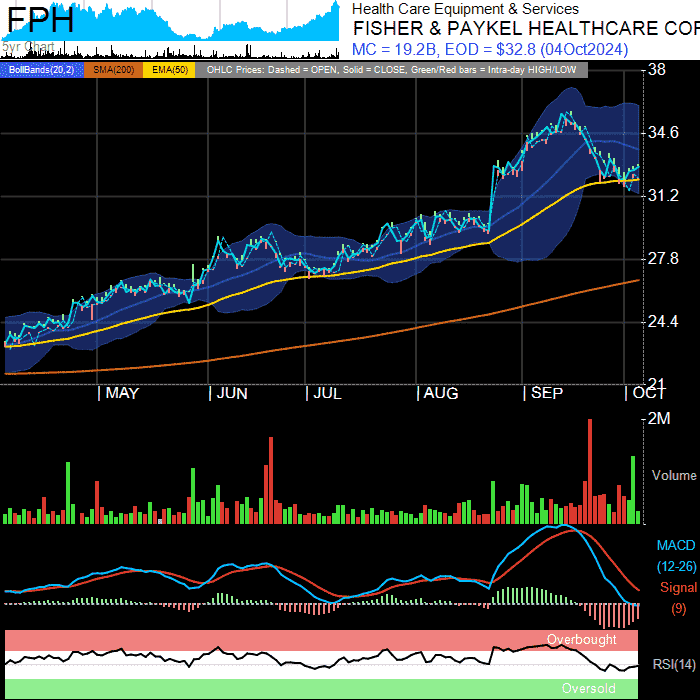 FPH
5yr Chart
Health Care Equipment & Services
FISHER & PAYKEL HEALTHCARE COR
MC = 19.2B, EOD = $32.8 (04Oct2024)
BollBands(20,2) SMA(200) EMA(50) OHLC Prices: Dashed = OPEN, Solid = CLOSE, Green/Red bars = Intra-day HIGH/LOW
38
34.6
31.2
27.8
24.4
21
MAY JUN JUL AUG SEP OCT
2M
Volume
MACD
(12-26)
Signal
(9)
Overbought
RSI(14)
Oversold